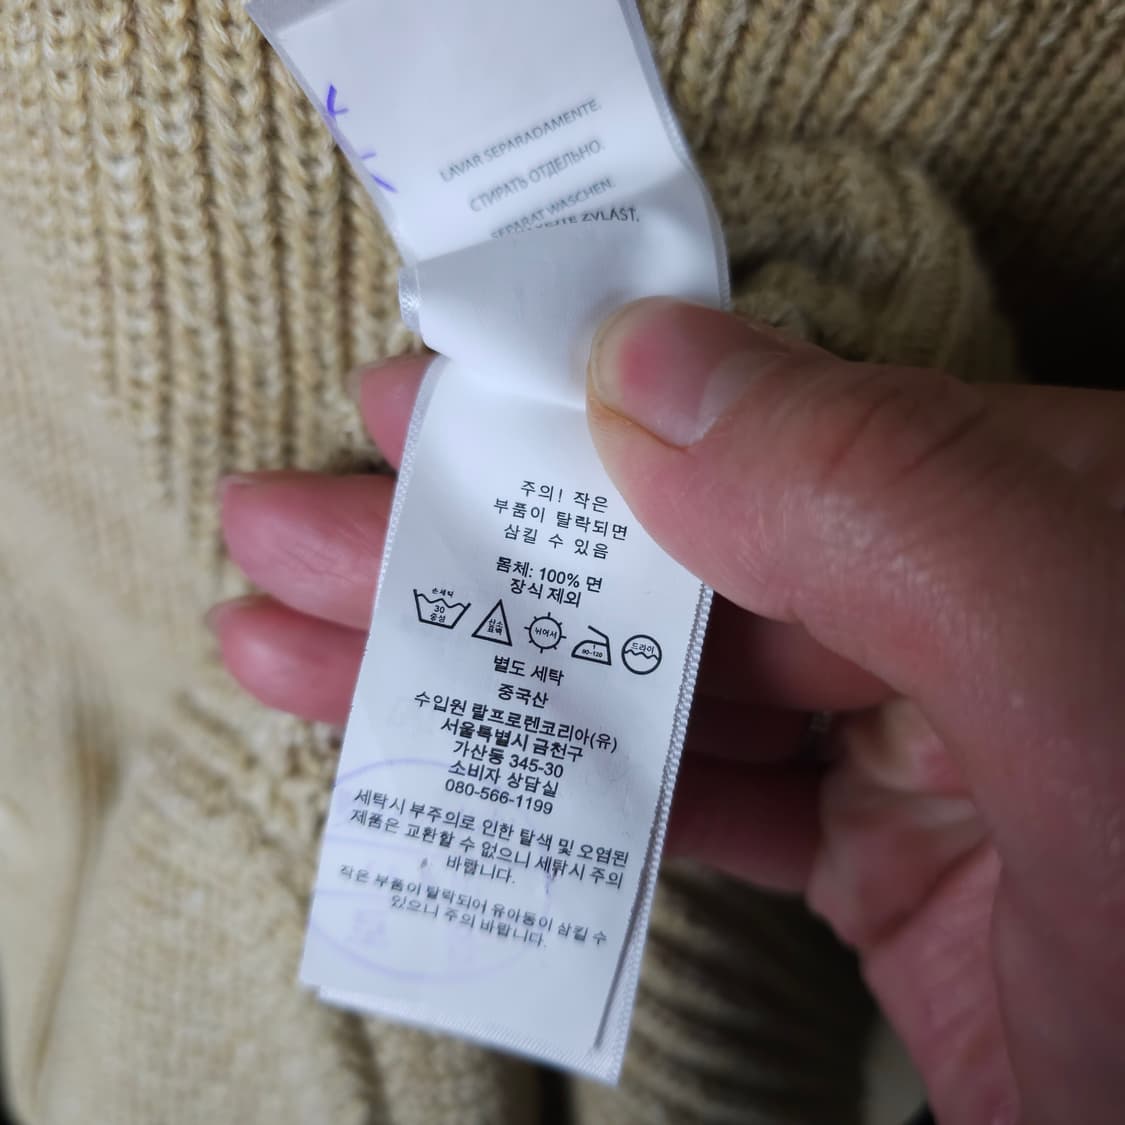 LAVAR SEPARADAMENTE.
СТИРАТЬ ОТДЕЛЬНО.
SEPARAT WASCHEN.
ZVLÁŠŤ.
주의! 작은
부품이 탈락되면
삼킬 수 있음
몸체: 100% 면
장식 제외
손세탁
30
중성
산소
표백
뉘어서
1
80-120
드라이
별도 세탁
중국산
수입원 랄프로렌코리아(유)
서울특별시 금천구
가산동 345-30
소비자 상담실
080-566-1199
세탁시 부주의로 인한 탈색 및 오염된
제품은 교환할 수 없으니 세탁시 주의
바랍니다.
작은 부품이 탈락되어 유아동이 삼킬 수
있으니 주의 바랍니다.